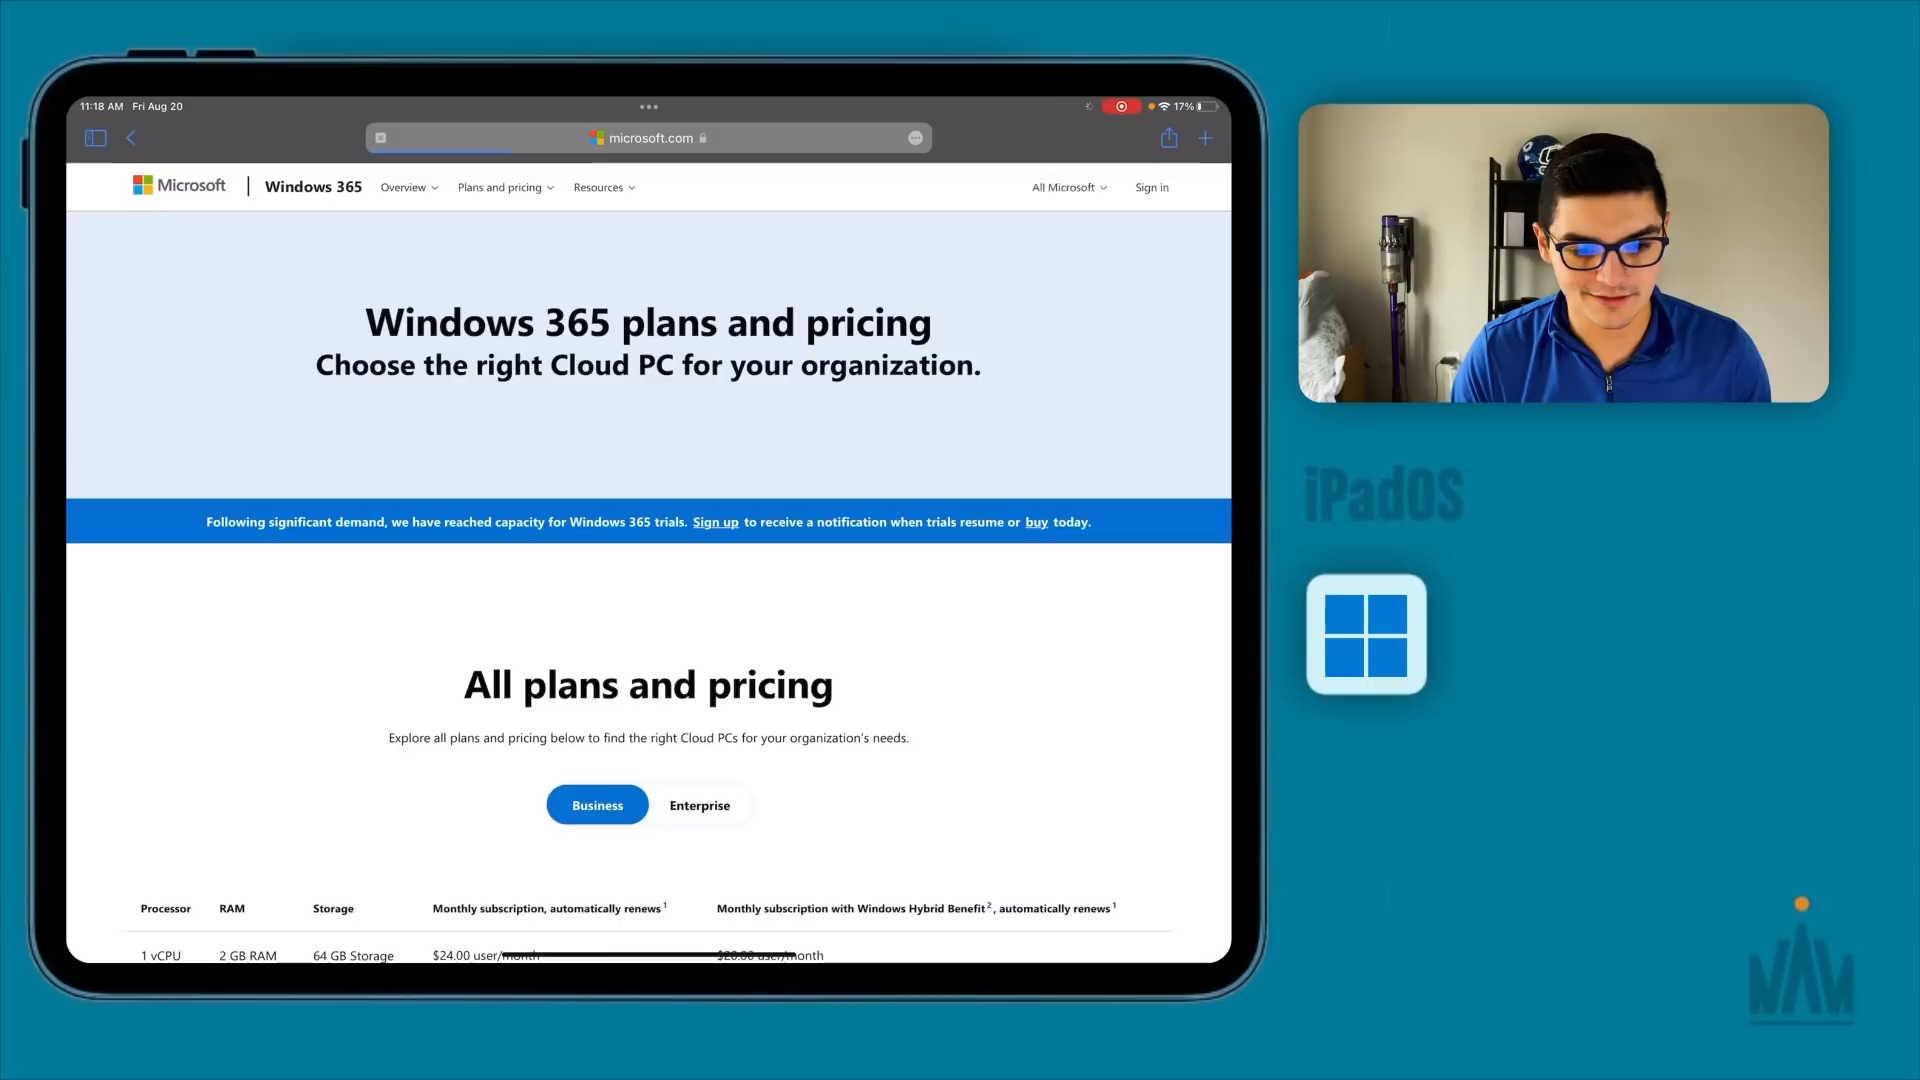 11:18 AM Fri Aug 20
17%
microsoft.com
Microsoft
Windows 365
Overview
Plans and pricing
Resources
All Microsoft
Sign in
Windows 365 plans and pricing
Choose the right Cloud PC for your organization.
Following significant demand, we have reached capacity for Windows 365 trials. Sign up to receive a notification when trials resume or buy today.
All plans and pricing
Explore all plans and pricing below to find the right Cloud PCs for your organization's needs.
Business
Enterprise
Processor
RAM
Storage
Monthly subscription, automatically renews 1
Monthly subscription with Windows Hybrid Benefit 2, automatically renews 1
1 vCPU
2 GB RAM
64 GB Storage
$24.00 user/month
$20.00 user/month
iPadOS